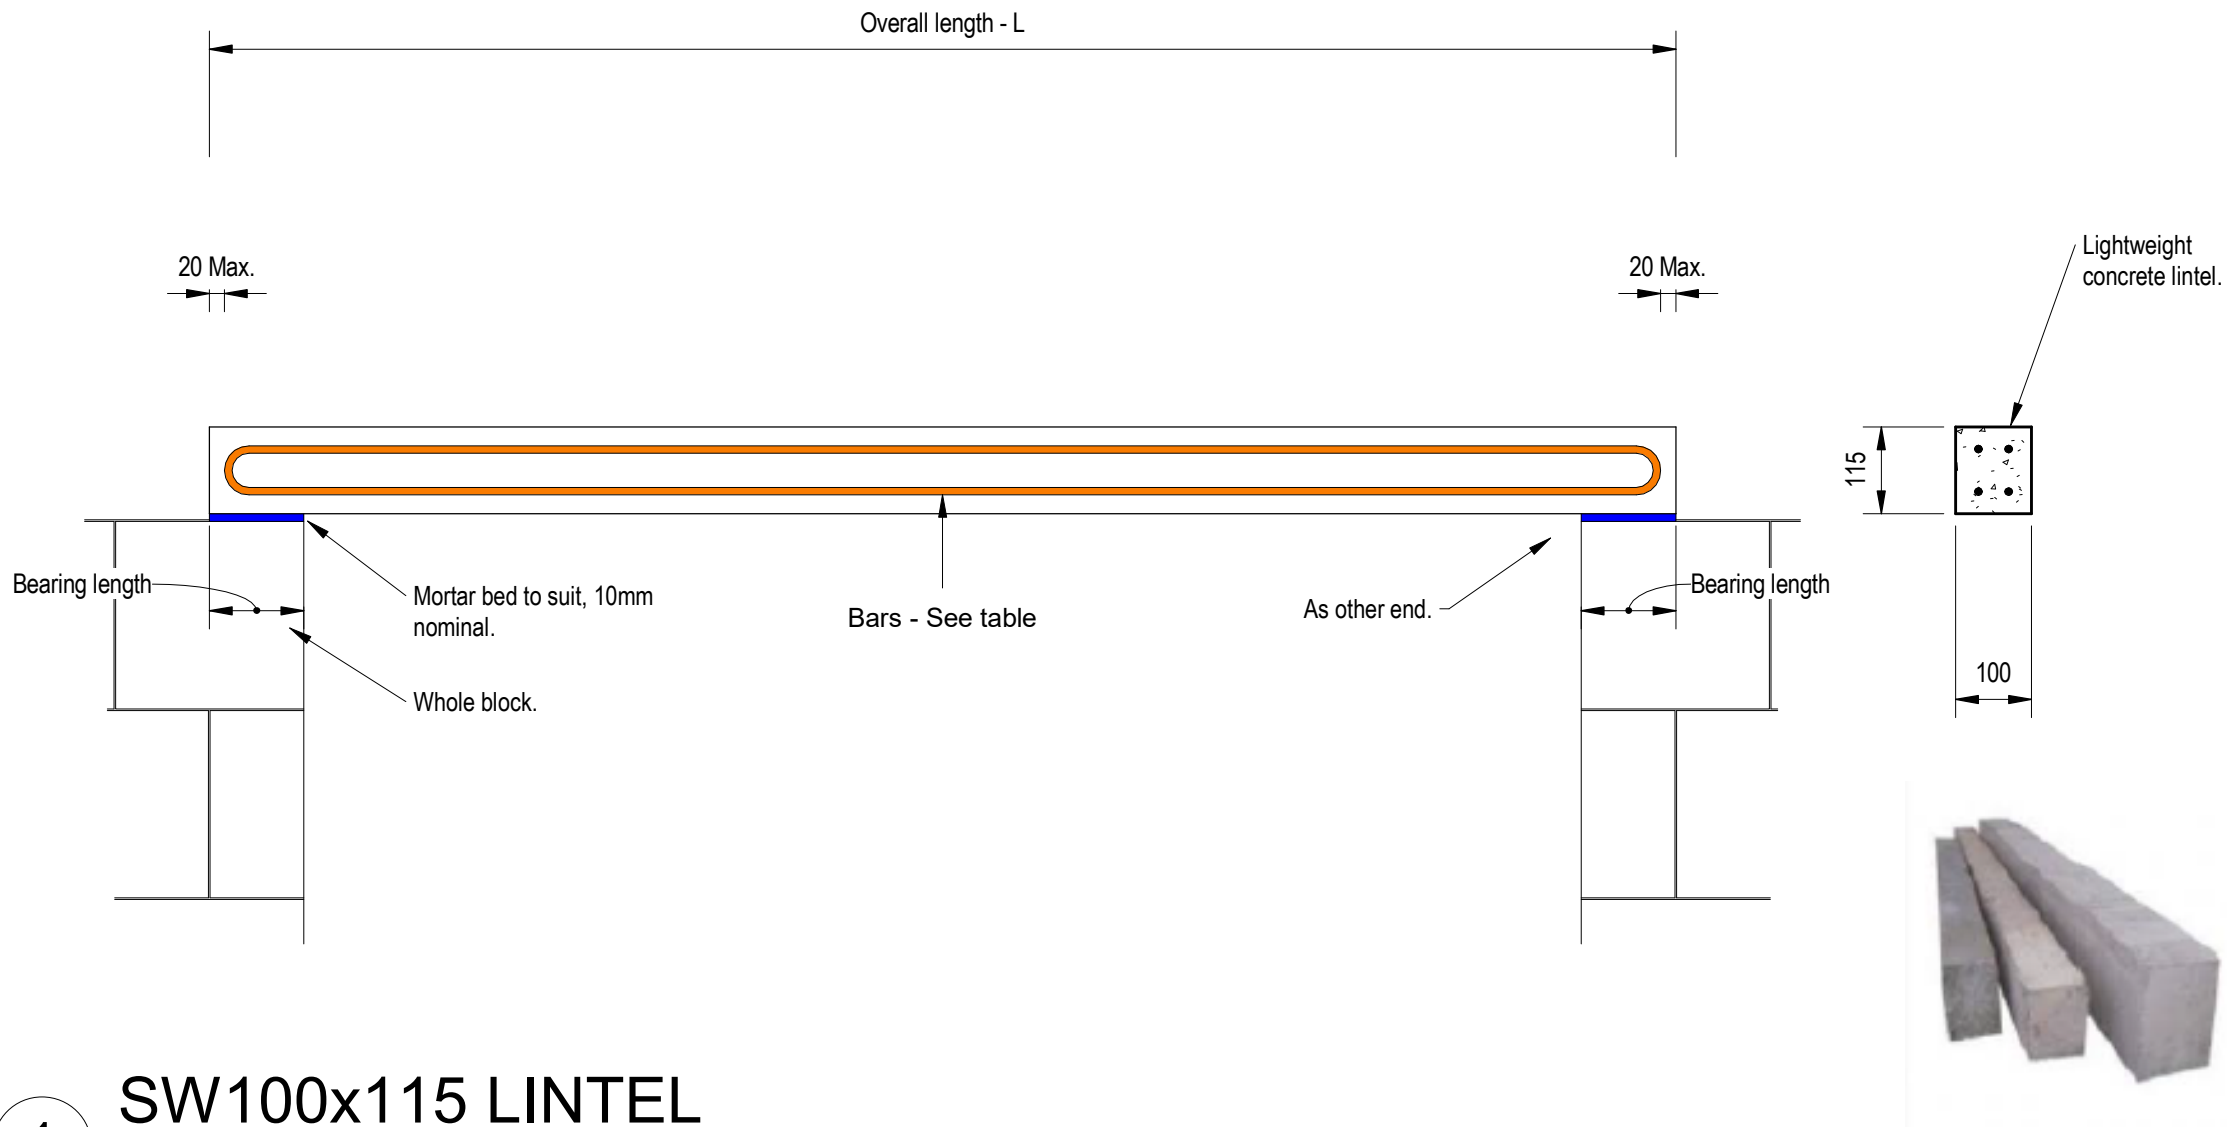 Overall length - L
20 Max.
20 Max.
Lightweight
concrete lintel.
115
Bearing length
Mortar bed to suit, 10mm
nominal.
Bars - See table
As other end.
Bearing length
100
Whole block.
SW100x115 LINTEL